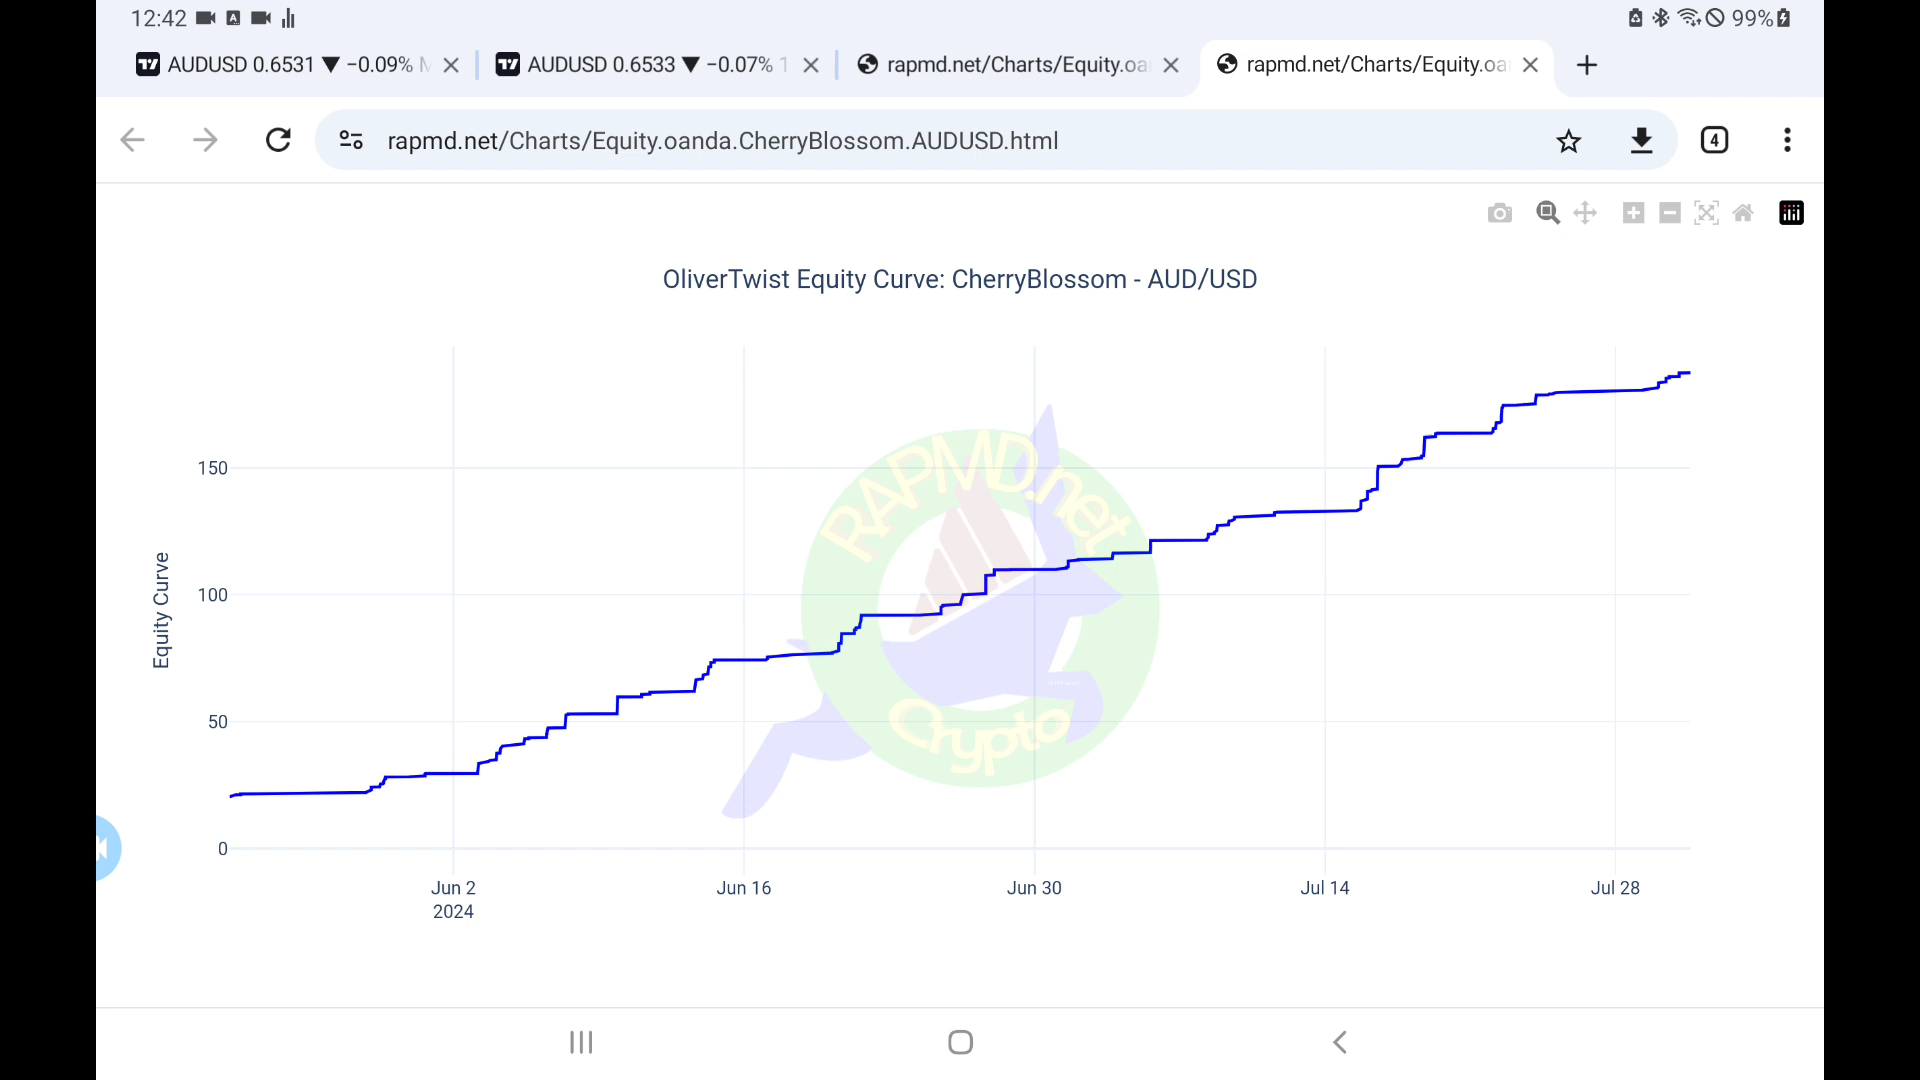 12:42
99%
AUDUSD 0.6531 ▼ −0.09%
AUDUSD 0.6533 ▼ −0.07% 1
rapmd.net/Charts/Equity.oa
rapmd.net/Charts/Equity.oa
rapmd.net/Charts/Equity.oanda.CherryBlossom.AUDUSD.html
4
OliverTwist Equity Curve: CherryBlossom - AUD/USD
RAPMD.net
Crypto
Equity Curve
150
100
50
0
Jun 2
2024
Jun 16
Jun 30
Jul 14
Jul 28